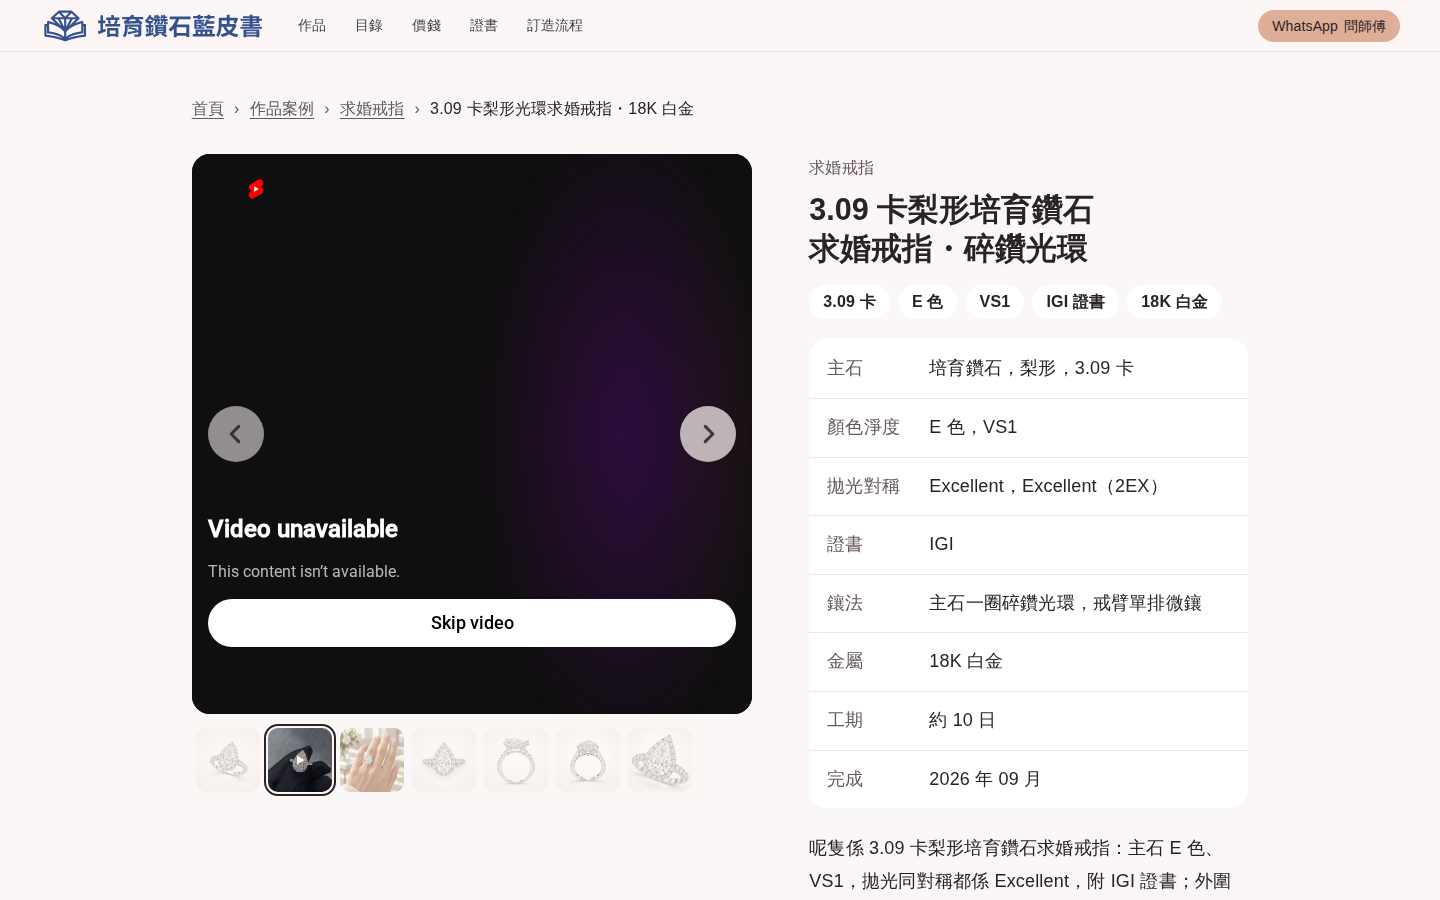 培育鑽石藍皮書
作品
目錄
價錢
證書
訂造流程
WhatsApp 問師傅
首頁 › 作品案例 › 求婚戒指 › 3.09 卡梨形光環求婚戒指・18K 白金
Video unavailable
This content isn’t available.
Skip video
求婚戒指
3.09 卡梨形培育鑽石
求婚戒指・碎鑽光環
3.09 卡
E 色
VS1
IGI 證書
18K 白金
主石 培育鑽石，梨形，3.09 卡
顏色淨度 E 色，VS1
拋光對稱 Excellent，Excellent（2EX）
證書 IGI
鑲法 主石一圈碎鑽光環，戒臂單排微鑲
金屬 18K 白金
工期 約 10 日
完成 2026 年 09 月
呢隻係 3.09 卡梨形培育鑽石求婚戒指：主石 E 色、
VS1，拋光同對稱都係 Excellent，附 IGI 證書；外圍